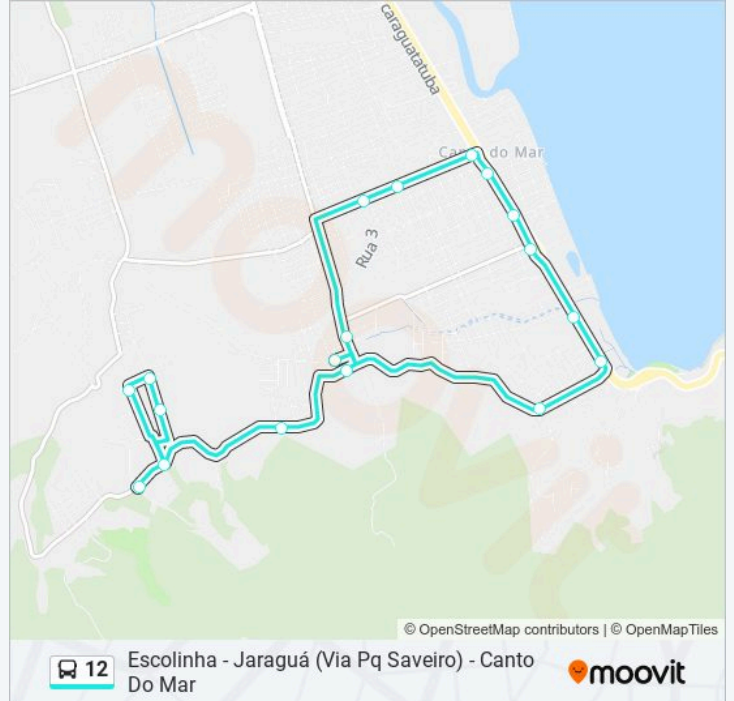 caraguatatuba
Canto do Mar
Rua 3
moovit
© OpenStreetMap contributors | © OpenMapTiles
12
Escolinha - Jaraguá (Via Pq Saveiro) - Canto
Do Mar
moovit